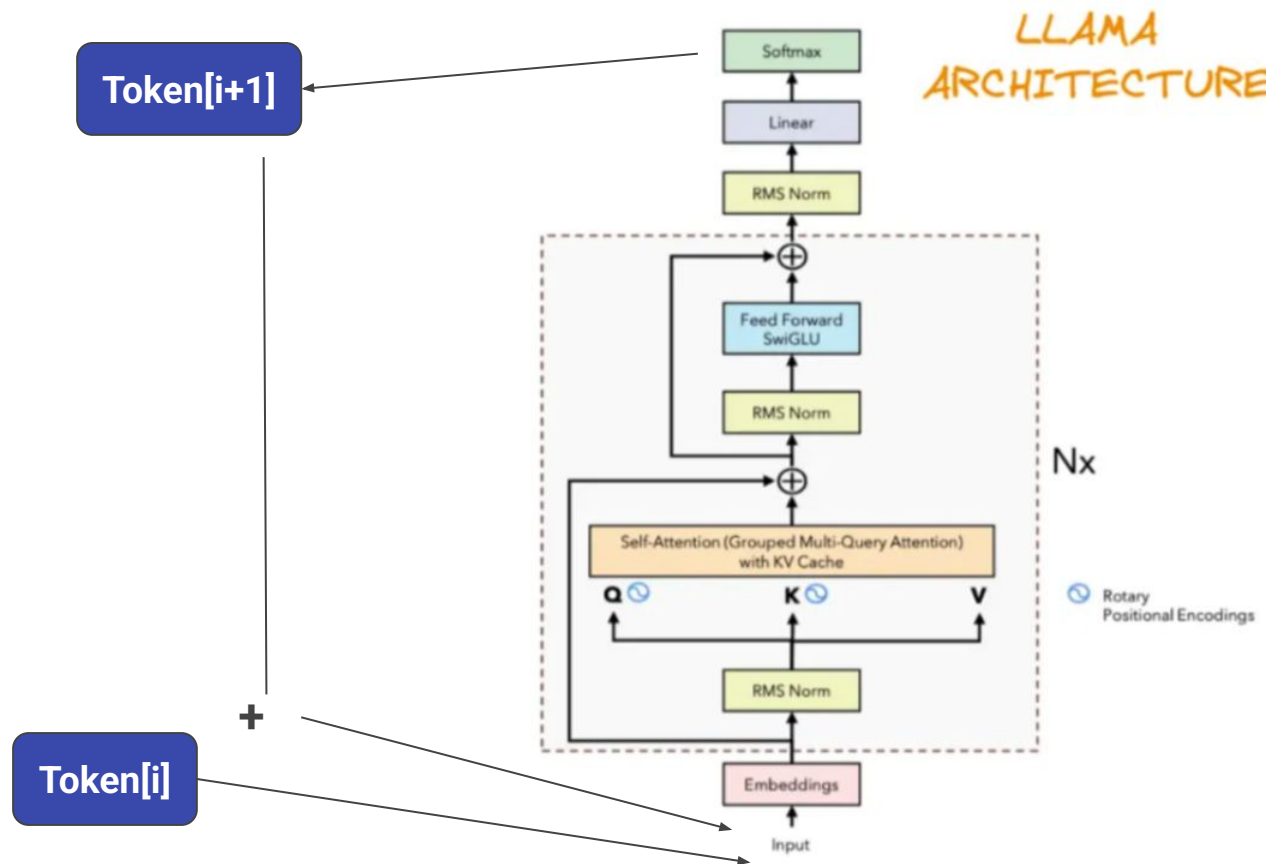 LLAMA
ARCHITECTURE
Token[i+1]
Softmax
Linear
RMS Norm
Feed Forward
SwiGLU
RMS Norm
Nx
Self-Attention (Grouped Multi-Query Attention)
with KV Cache
Q
K
V
Rotary
Positional Encodings
RMS Norm
+
Token[i]
Embeddings
Input